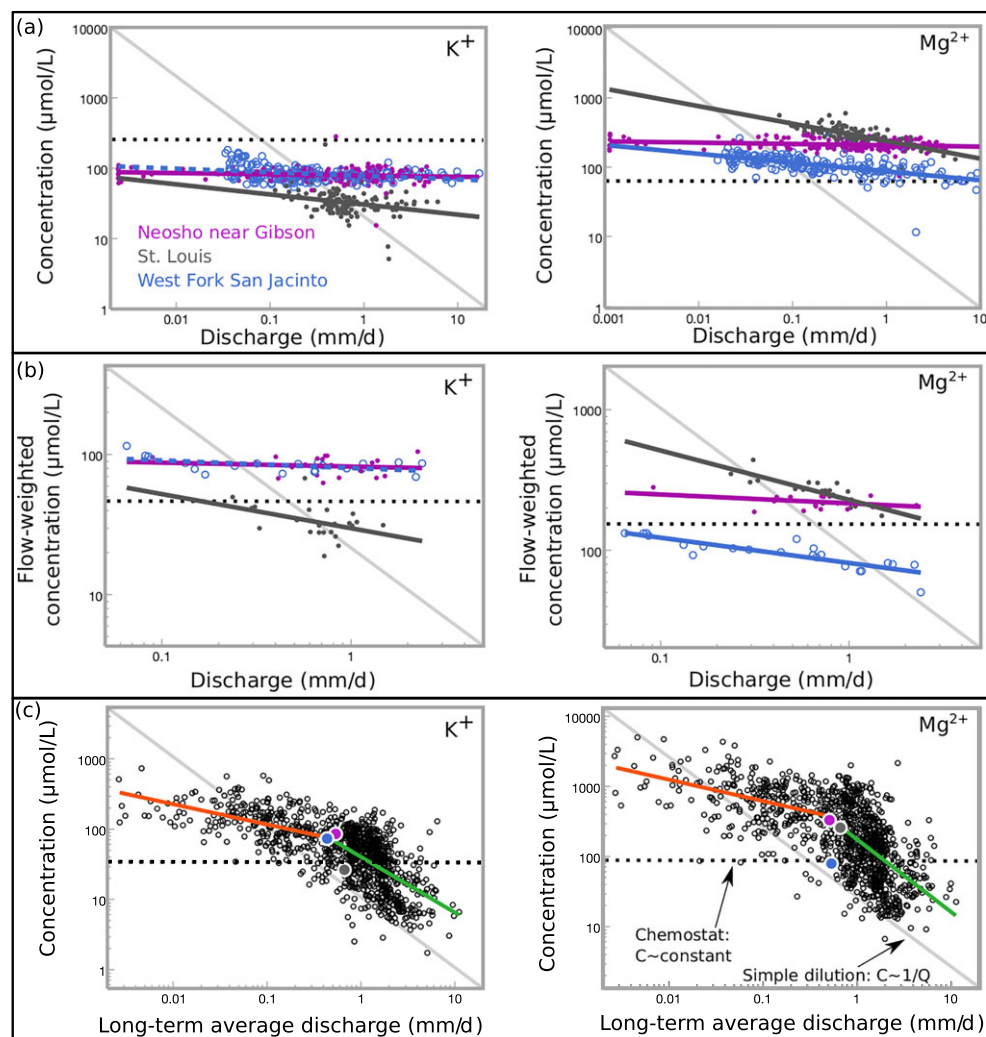 (a)
K+
Mg2+
Concentration (µmol/L)
10000
1000
100
10
1
0.01
0.1
1
10
Discharge (mm/d)
Neosho near Gibson
St. Louis
West Fork San Jacinto
Concentration (µmol/L)
10000
1000
100
10
1
0.001
0.01
0.1
1
10
Discharge (mm/d)
(b)
K+
Mg2+
Flow-weighted
concentration (µmol/L)
100
10
0.1
1
Discharge (mm/d)
Flow-weighted
concentration (µmol/L)
1000
100
0.1
1
Discharge (mm/d)
(c)
K+
Mg2+
Concentration (µmol/L)
1000
100
10
1
0.01
0.1
1
10
Long-term average discharge (mm/d)
Concentration (µmol/L)
10000
1000
100
10
1
Chemostat:
C~constant
Simple dilution: C~1/Q
0.01
0.1
1
10
Long-term average discharge (mm/d)